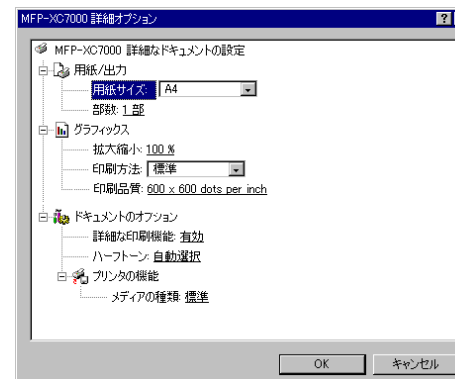 MFP-XC7000 詳細オプション
MFP-XC7000 詳細なドキュメントの設定
用紙/出力
用紙サイズ: A4
部数: 1 部
グラフィックス
拡大縮小: 100 %
印刷方法: 標準
印刷品質: 600 x 600 dots per inch
ドキュメントのオプション
詳細な印刷機能: 有効
ハーフトーン: 自動選択
プリンタの機能
メディアの種類: 標準
OK キャンセル